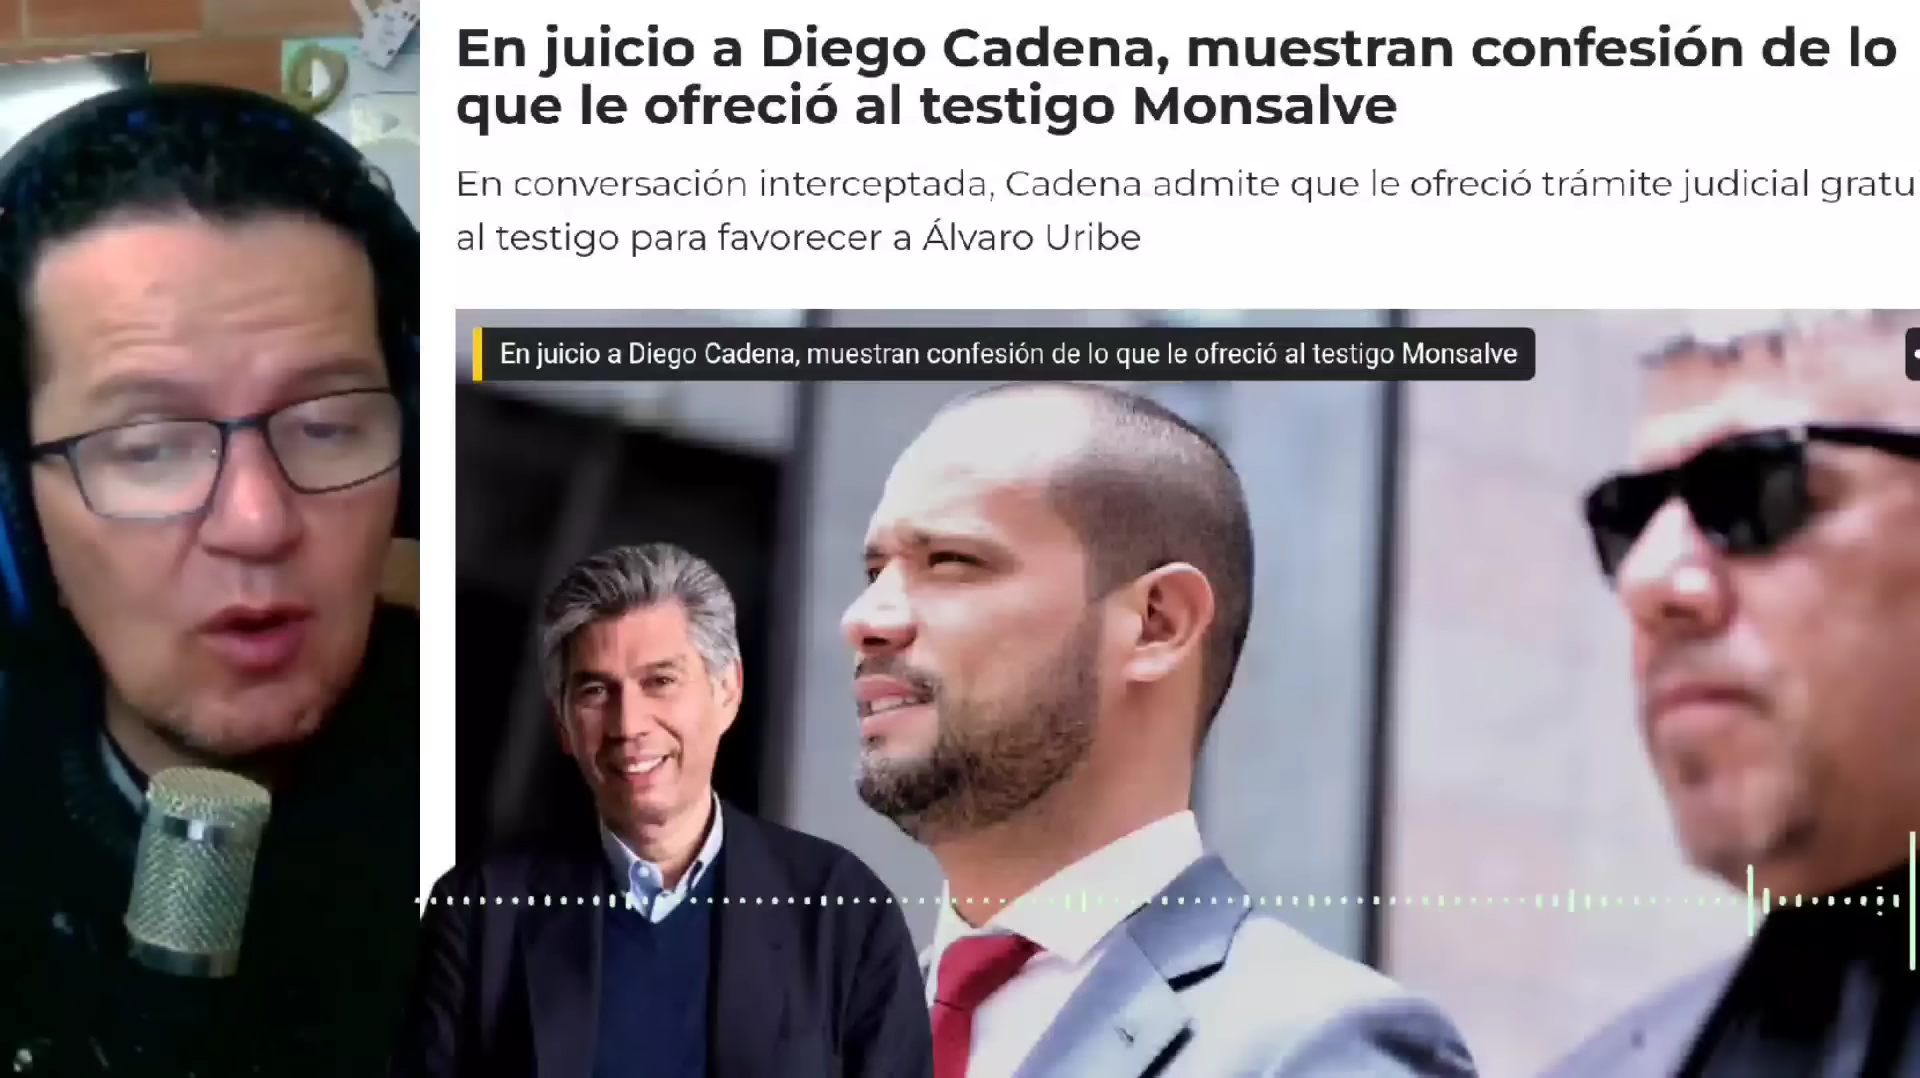 En juicio a Diego Cadena, muestran confesión de lo
que le ofreció al testigo Monsalve
En conversación interceptada, Cadena admite que le ofreció trámite judicial gratu
al testigo para favorecer a Álvaro Uribe
En juicio a Diego Cadena, muestran confesión de lo que le ofreció al testigo Monsalve